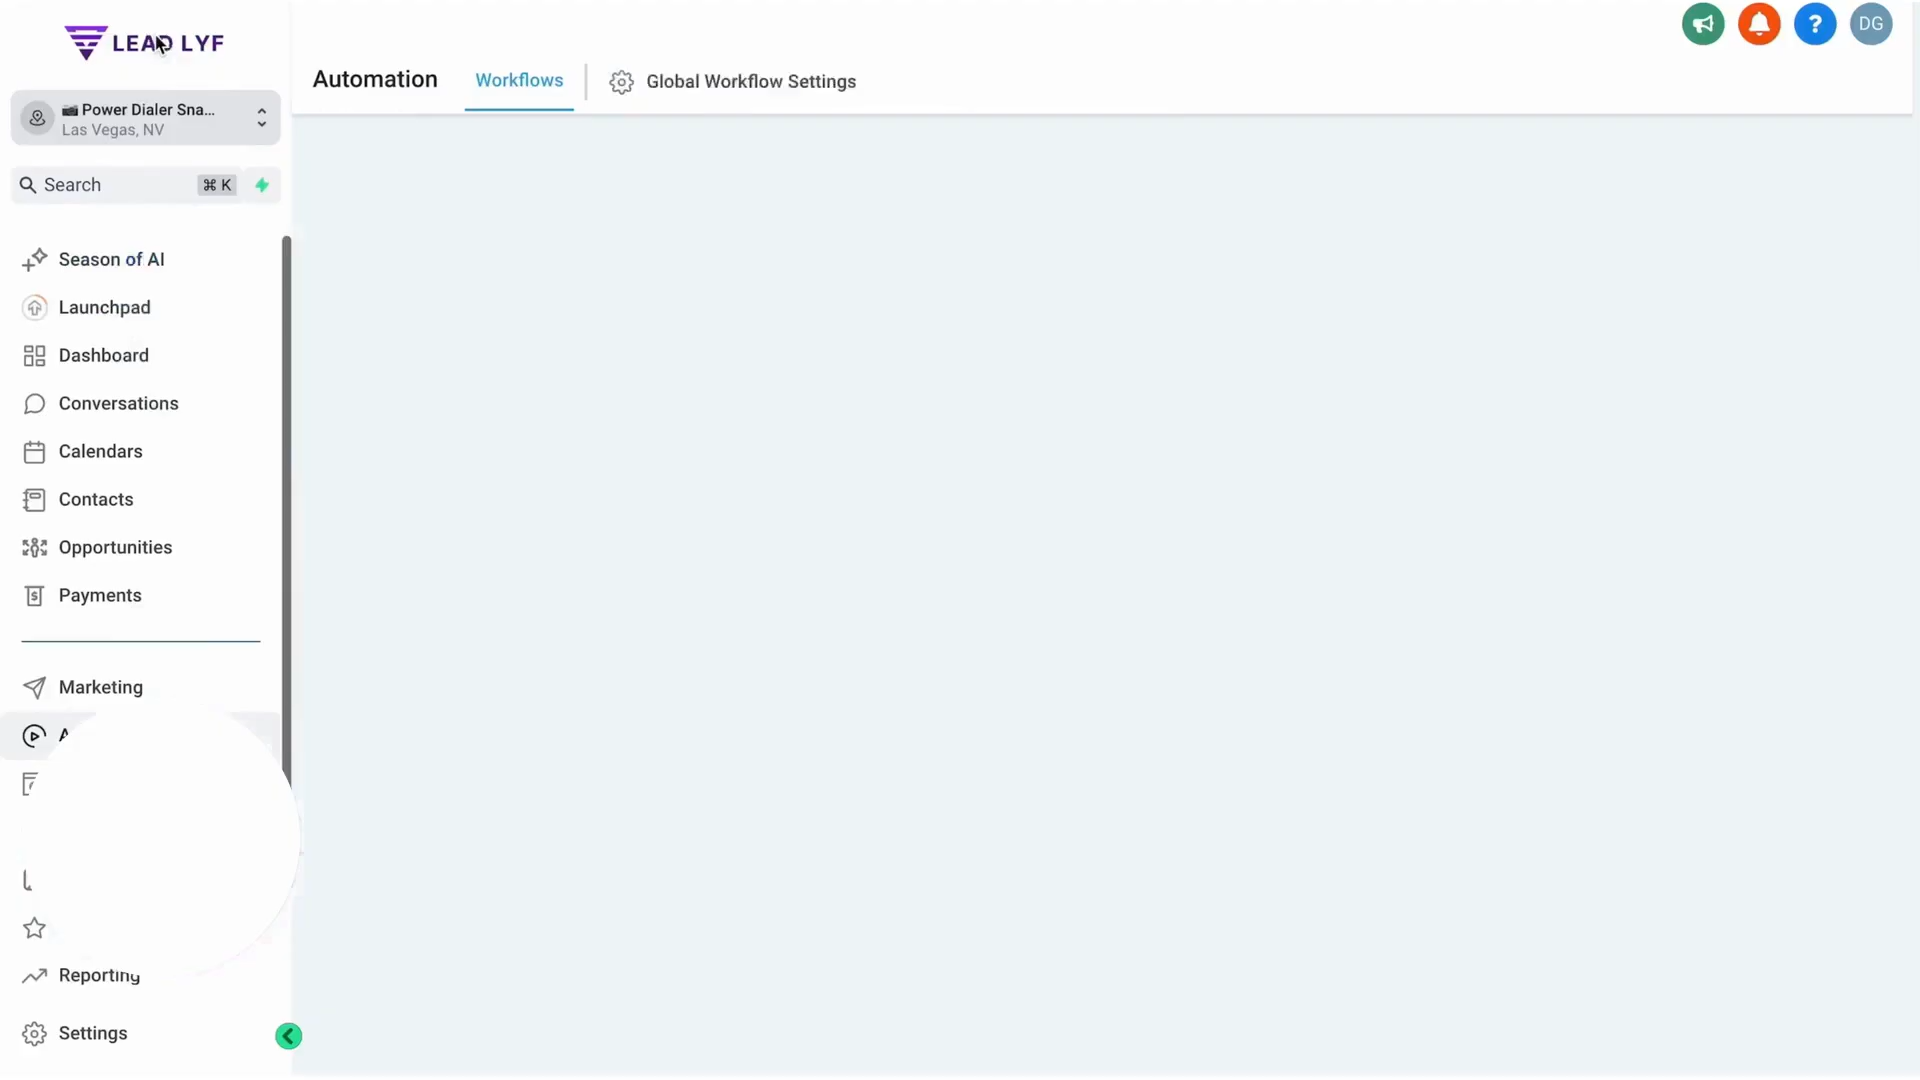 LEAD LYF
Power Dialer Sna...
Las Vegas, NV
Search ⌘ K
Season of AI
Launchpad
Dashboard
Conversations
Calendars
Contacts
Opportunities
Payments
Marketing
Reporting
Settings
Automation Workflows Global Workflow Settings
? DG